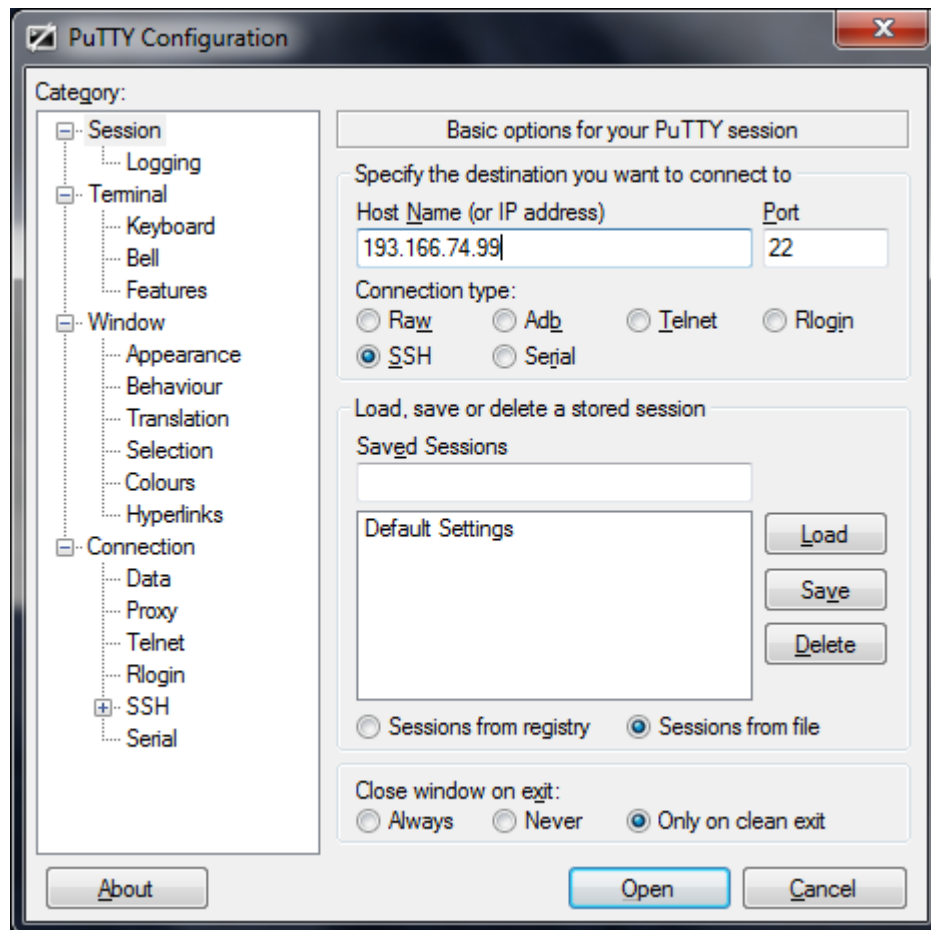 PuTTY Configuration
Category:
Session
Logging
Terminal
Keyboard
Bell
Features
Window
Appearance
Behaviour
Translation
Selection
Colours
Hyperlinks
Connection
Data
Proxy
Telnet
Rlogin
SSH
Serial
Basic options for your PuTTY session
Specify the destination you want to connect to
Host Name (or IP address) Port
193.166.74.99 22
Connection type:
Raw Adb Telnet Rlogin
SSH Serial
Load, save or delete a stored session
Saved Sessions
Default Settings
Load
Save
Delete
Sessions from registry Sessions from file
Close window on exit:
Always Never Only on clean exit
About Open Cancel